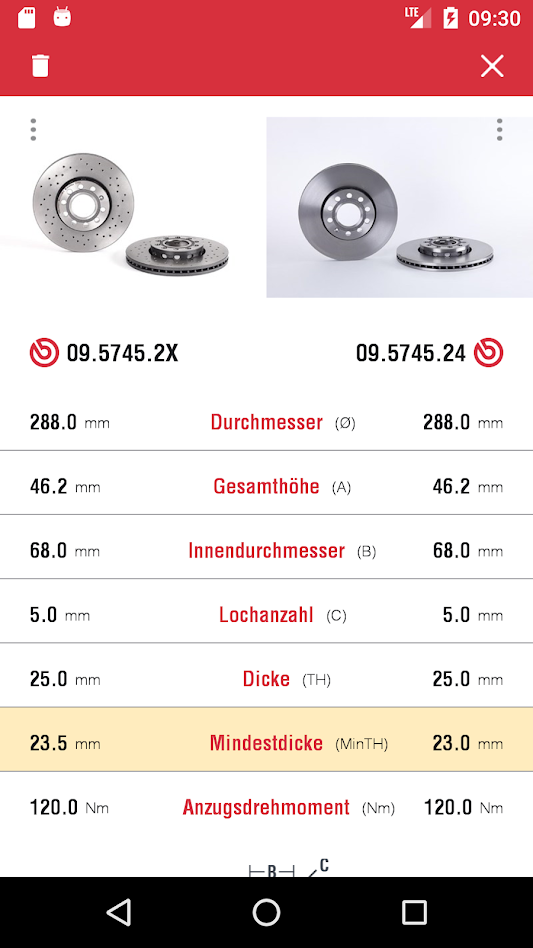 LTE 09:30
09.5745.2X 09.5745.24
288.0 mm Durchmesser (Ø) 288.0 mm
46.2 mm Gesamthöhe (A) 46.2 mm
68.0 mm Innendurchmesser (B) 68.0 mm
5.0 mm Lochanzahl (C) 5.0 mm
25.0 mm Dicke (TH) 25.0 mm
23.5 mm Mindestdicke (MinTH) 23.0 mm
120.0 Nm Anzugsdrehmoment (Nm) 120.0 Nm
B C